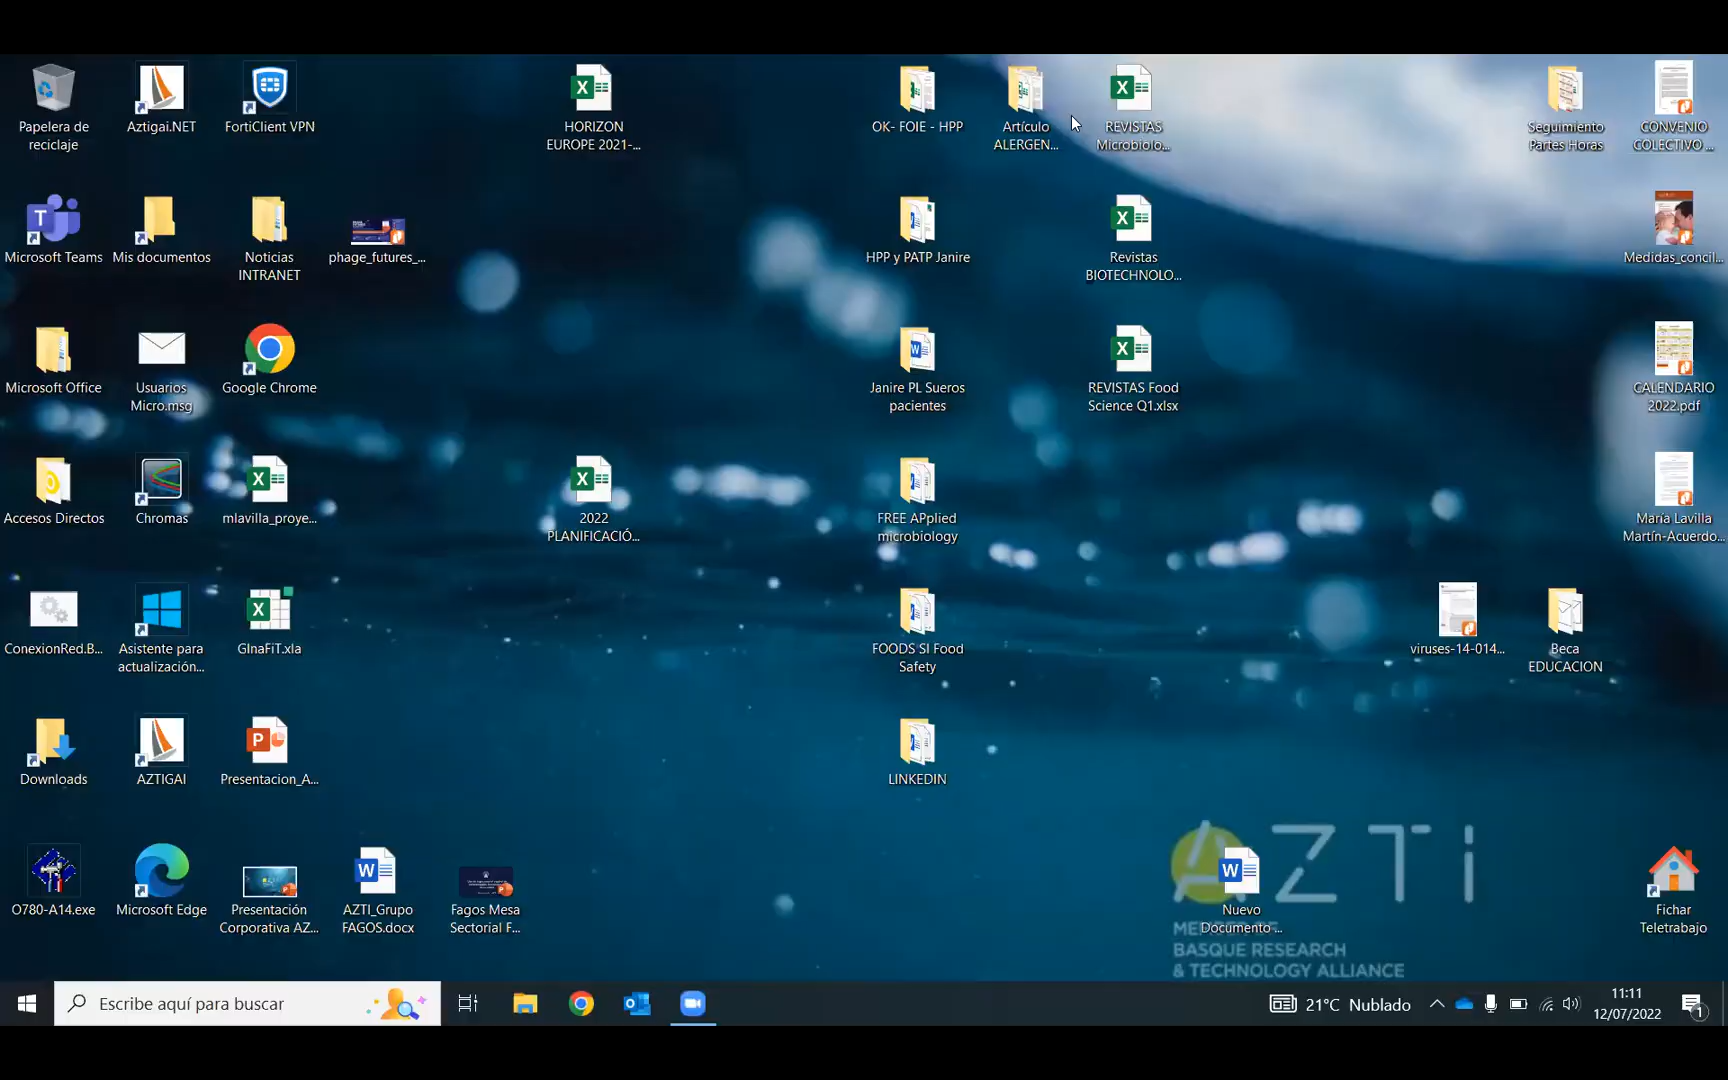 Papelera de
reciclaje
Aztigai.NET
FortiClient VPN
HORIZON
EUROPE 2021-...
OK- FOIE - HPP
Artículo
ALERGEN...
REVISTAS
Microbiolo...
Seguimiento
Partes Horas
CONVENIO
COLECTIVO ...
Microsoft Teams
Mis documentos
Noticias
INTRANET
phage_futures_...
HPP y PATP Janire
Revistas
BIOTECHNOLO...
Medidas_concil...
Microsoft Office
Usuarios
Micro.msg
Google Chrome
Janire PL Sueros
pacientes
REVISTAS Food
Science Q1.xlsx
CALENDARIO
2022.pdf
Accesos Directos
Chromas
mlavilla_proye...
2022
PLANIFICACIÓ...
FREE APplied
microbiology
María Lavilla
Martín-Acuerdo...
ConexionRed.B...
Asistente para
actualización...
GInaFiT.xla
FOODS SI Food
Safety
viruses-14-014...
Beca
EDUCACION
Downloads
AZTIGAI
Presentacion_A...
LINKEDIN
O780-A14.exe
Microsoft Edge
Presentación
Corporativa AZ...
AZTI_Grupo
FAGOS.docx
Fagos Mesa
Sectorial F...
Nuevo
Documento ...
Fichar
Teletrabajo
AZTi
BASQUE RESEARCH
& TECHNOLOGY ALLIANCE
Escribe aquí para buscar
21°C Nublado
11:11
12/07/2022
1